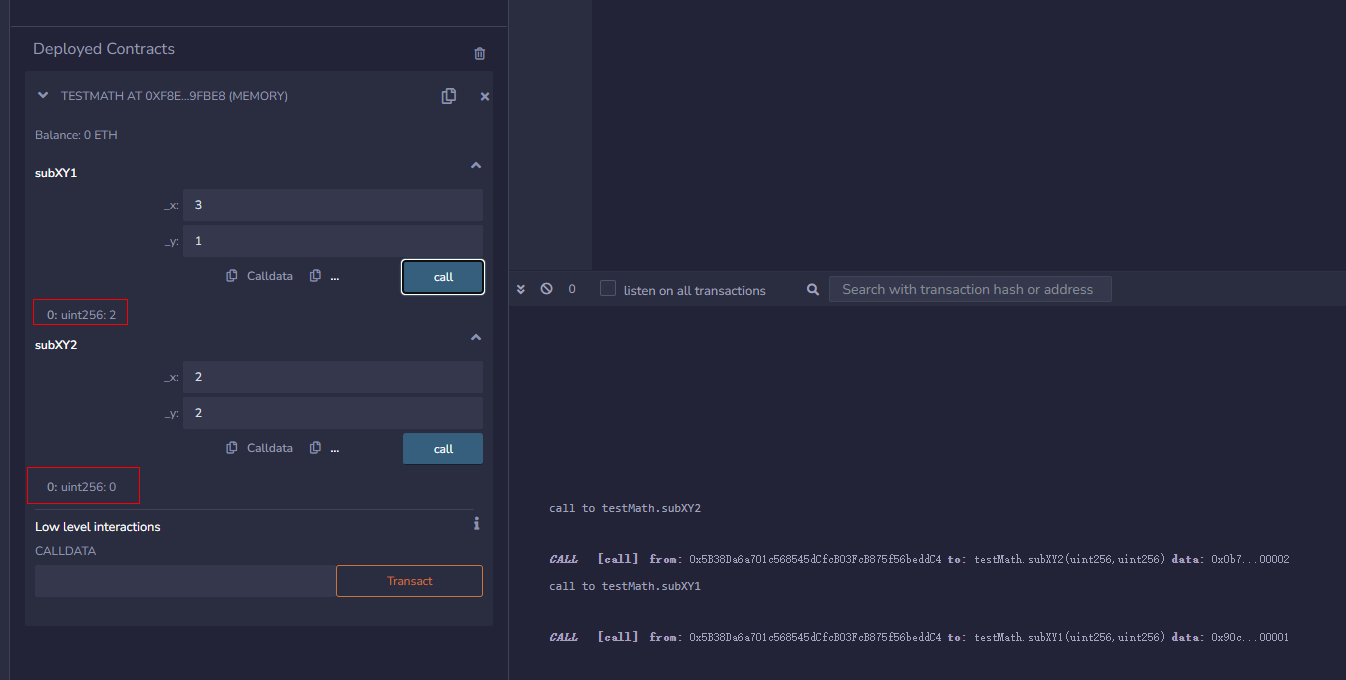 Deployed Contracts
TESTMATH AT 0XF8E...9FBE8 (MEMORY)
Balance: 0 ETH
subXY1
_x: 3
_y: 1
Calldata ... call
0: uint256: 2
subXY2
_x: 2
_y: 2
Calldata ... call
0: uint256: 0
Low level interactions
CALLDATA
Transact
0 listen on all transactions Search with transaction hash or address
call to testMath.subXY2
CALL [call] from: 0x5B38Da6a701c568545dCfcB03FcB875f56beddC4 to: testMath.subXY2(uint256,uint256) data: 0x0b7...00002
call to testMath.subXY1
CALL [call] from: 0x5B38Da6a701c568545dCfcB03FcB875f56beddC4 to: testMath.subXY1(uint256,uint256) data: 0x90c...00001